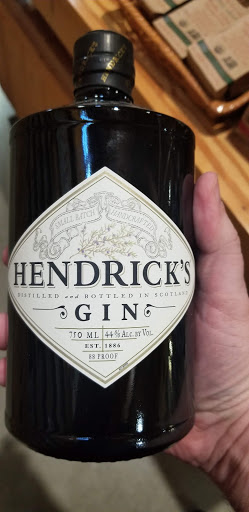 SMALL BATCH HANDCRAFTED
HENDRICK'S
DISTILLED and BOTTLED IN SCOTLAND
GIN
750 ML 44% ALC. BY VOL.
EST. 1886
88 PROOF